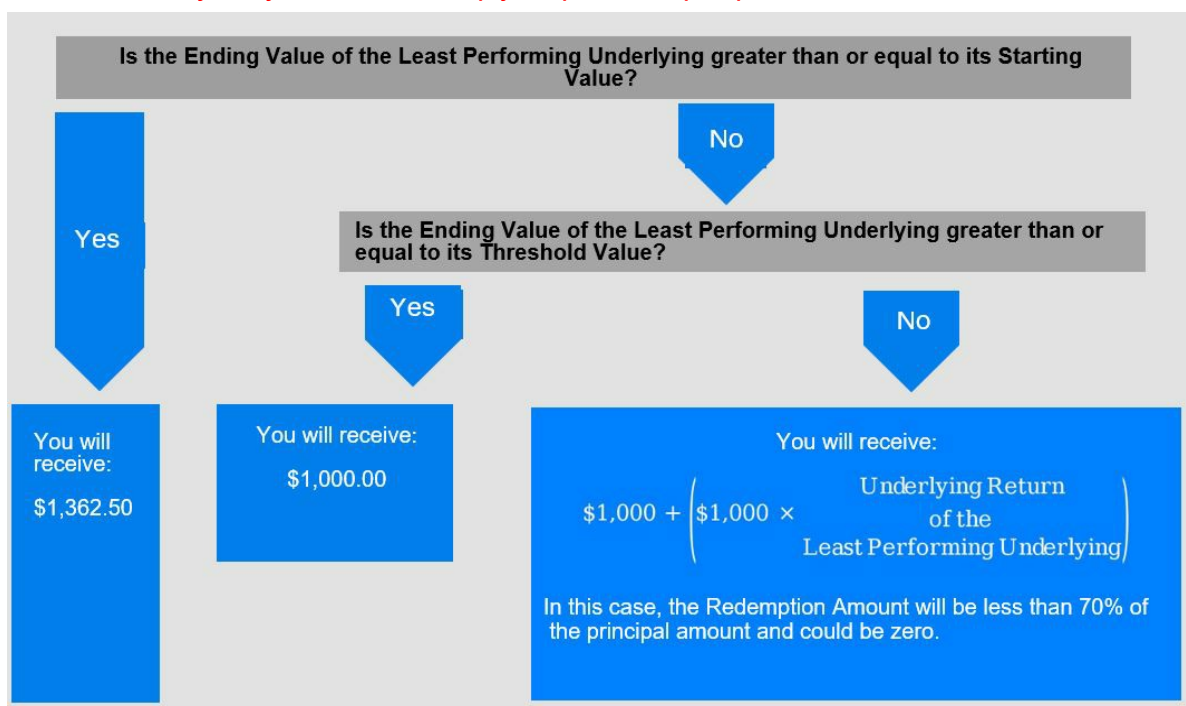 Is the Ending Value of the Least Performing Underlying greater than or equal to its Starting
Value?
Yes
No
Is the Ending Value of the Least Performing Underlying greater than or
equal to its Threshold Value?
Yes
No
You will
receive:
$1,362.50
You will receive:
$1,000.00
You will receive:
$1,000 + ($1,000 × Underlying Return
of the
Least Performing Underlying)
In this case, the Redemption Amount will be less than 70% of
the principal amount and could be zero.